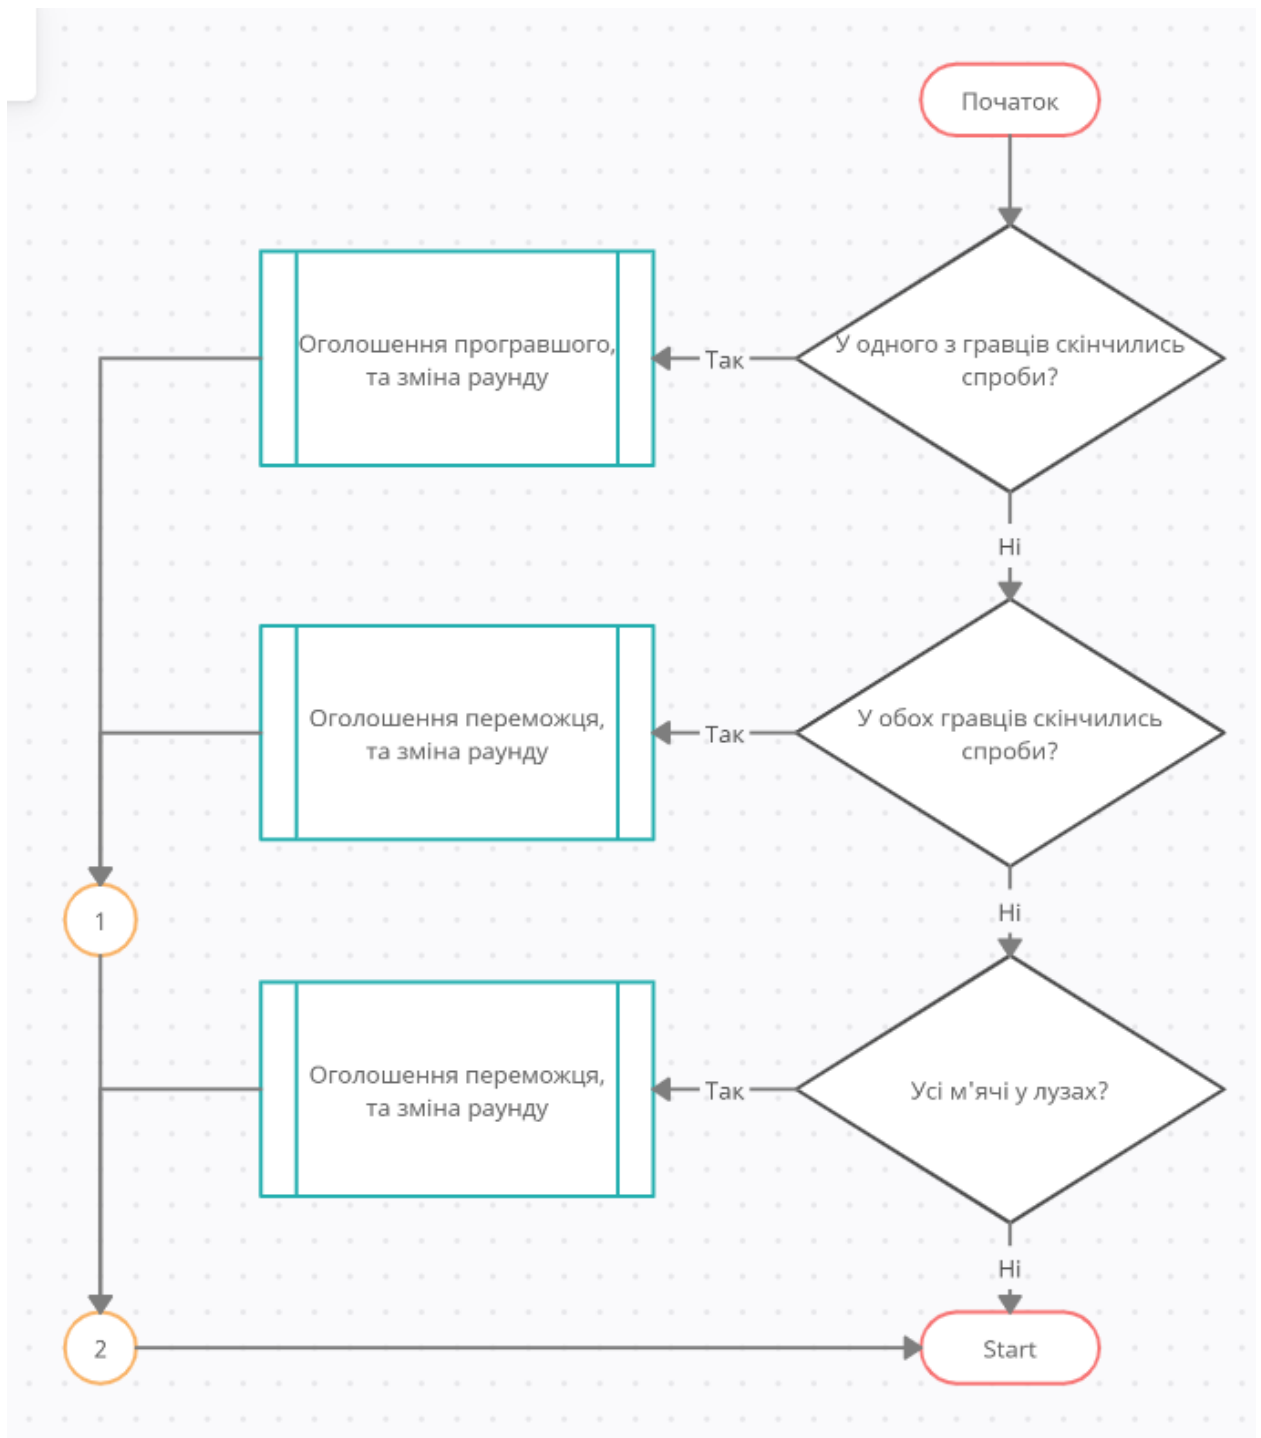 Початок
Оголошення програвшого,
та зміна раунду
Так
У одного з гравців скінчились
спроби?
Ні
Оголошення переможця,
та зміна раунду
Так
У обох гравців скінчились
спроби?
Ні
1
Оголошення переможця,
та зміна раунду
Так
Усі м'ячі у лузах?
Ні
2
Start